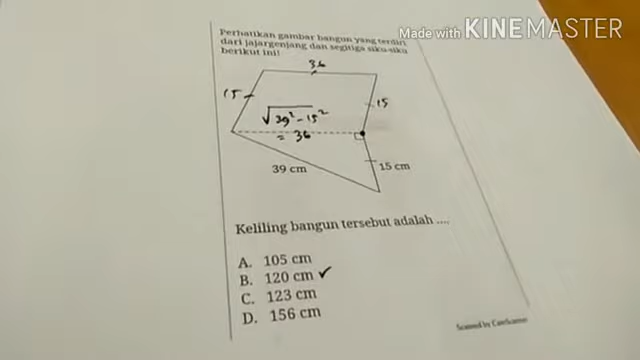 Made with KINEMASTER
Perhatikan gambar bangun yang terdiri
dari jajargenjang dan segitiga siku-siku
berikut ini!
36
15
15
√39² - 15²
= 36
39 cm
15 cm
Keliling bangun tersebut adalah ....
A. 105 cm
B. 120 cm ✓
C. 123 cm
D. 156 cm
Scanned by CamScanner